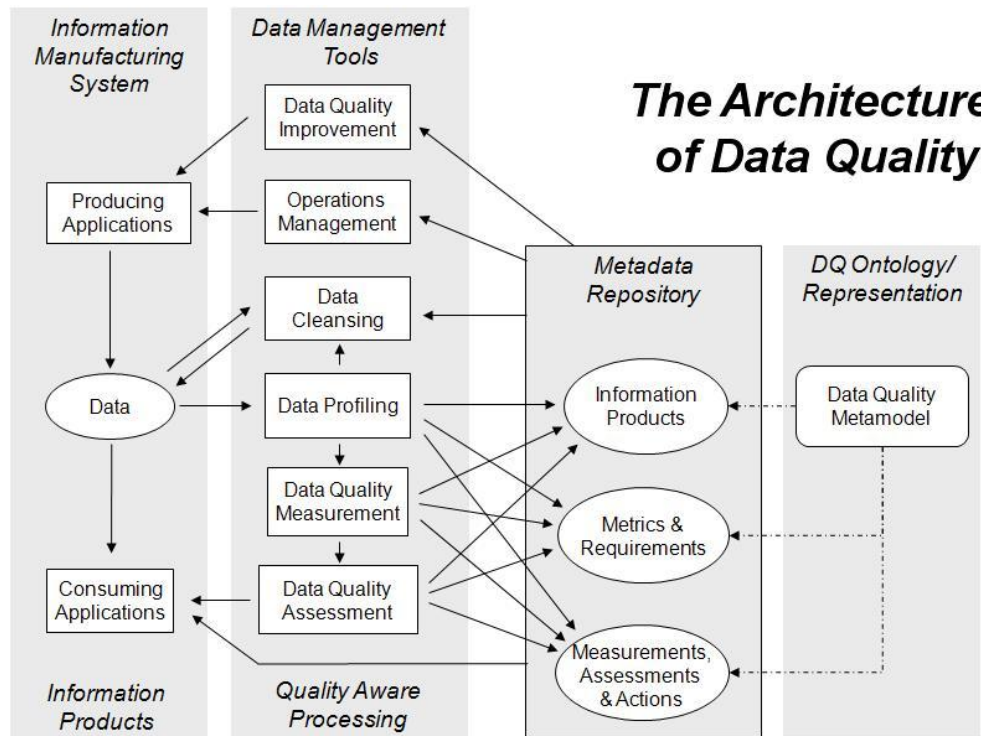 Information
Manufacturing
System
Data Management
Tools
The Architecture
of Data Quality
Data Quality
Improvement
Producing
Applications
Operations
Management
Metadata
Repository
DQ Ontology/
Representation
Data
Cleansing
Data
Data Profiling
Information
Products
Data Quality
Metamodel
Data Quality
Measurement
Metrics &
Requirements
Consuming
Applications
Data Quality
Assessment
Measurements,
Assessments
& Actions
Information
Products
Quality Aware
Processing